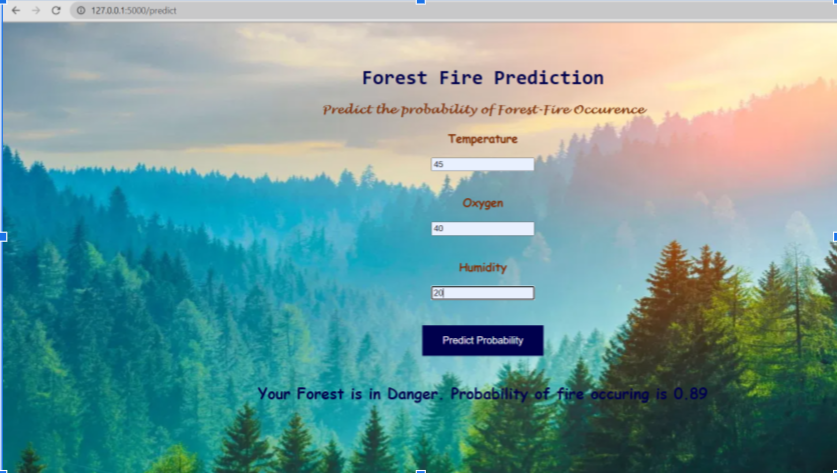 127.0.0.1:5000/predict
Forest Fire Prediction
Predict the probability of Forest-Fire Occurence
Temperature
45
Oxygen
40
Humidity
20
Predict Probability
Your Forest is in Danger. Probability of fire occuring is 0.89